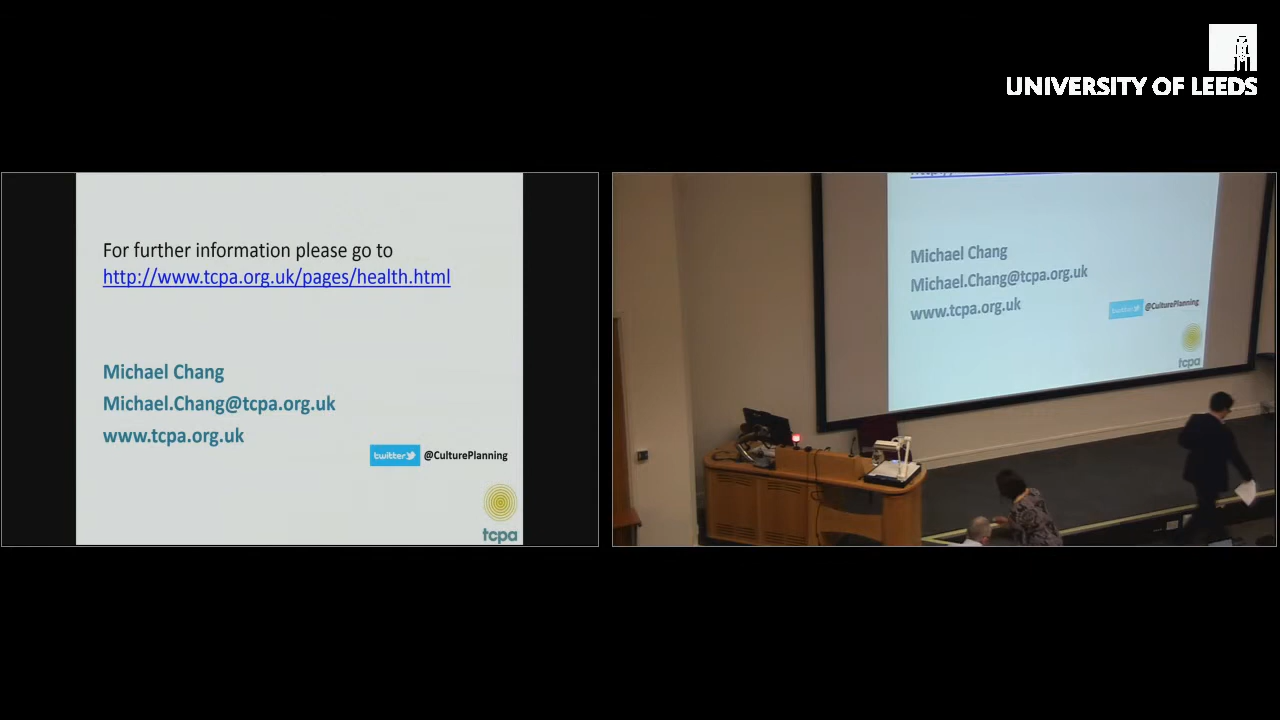 UNIVERSITY OF LEEDS
For further information please go to
http://www.tcpa.org.uk/pages/health.html
Michael Chang
Michael.Chang@tcpa.org.uk
www.tcpa.org.uk
twitter @CulturePlanning
tcpa
Michael Chang
Michael.Chang@tcpa.org.uk
www.tcpa.org.uk
twitter @CulturePlanning
tcpa